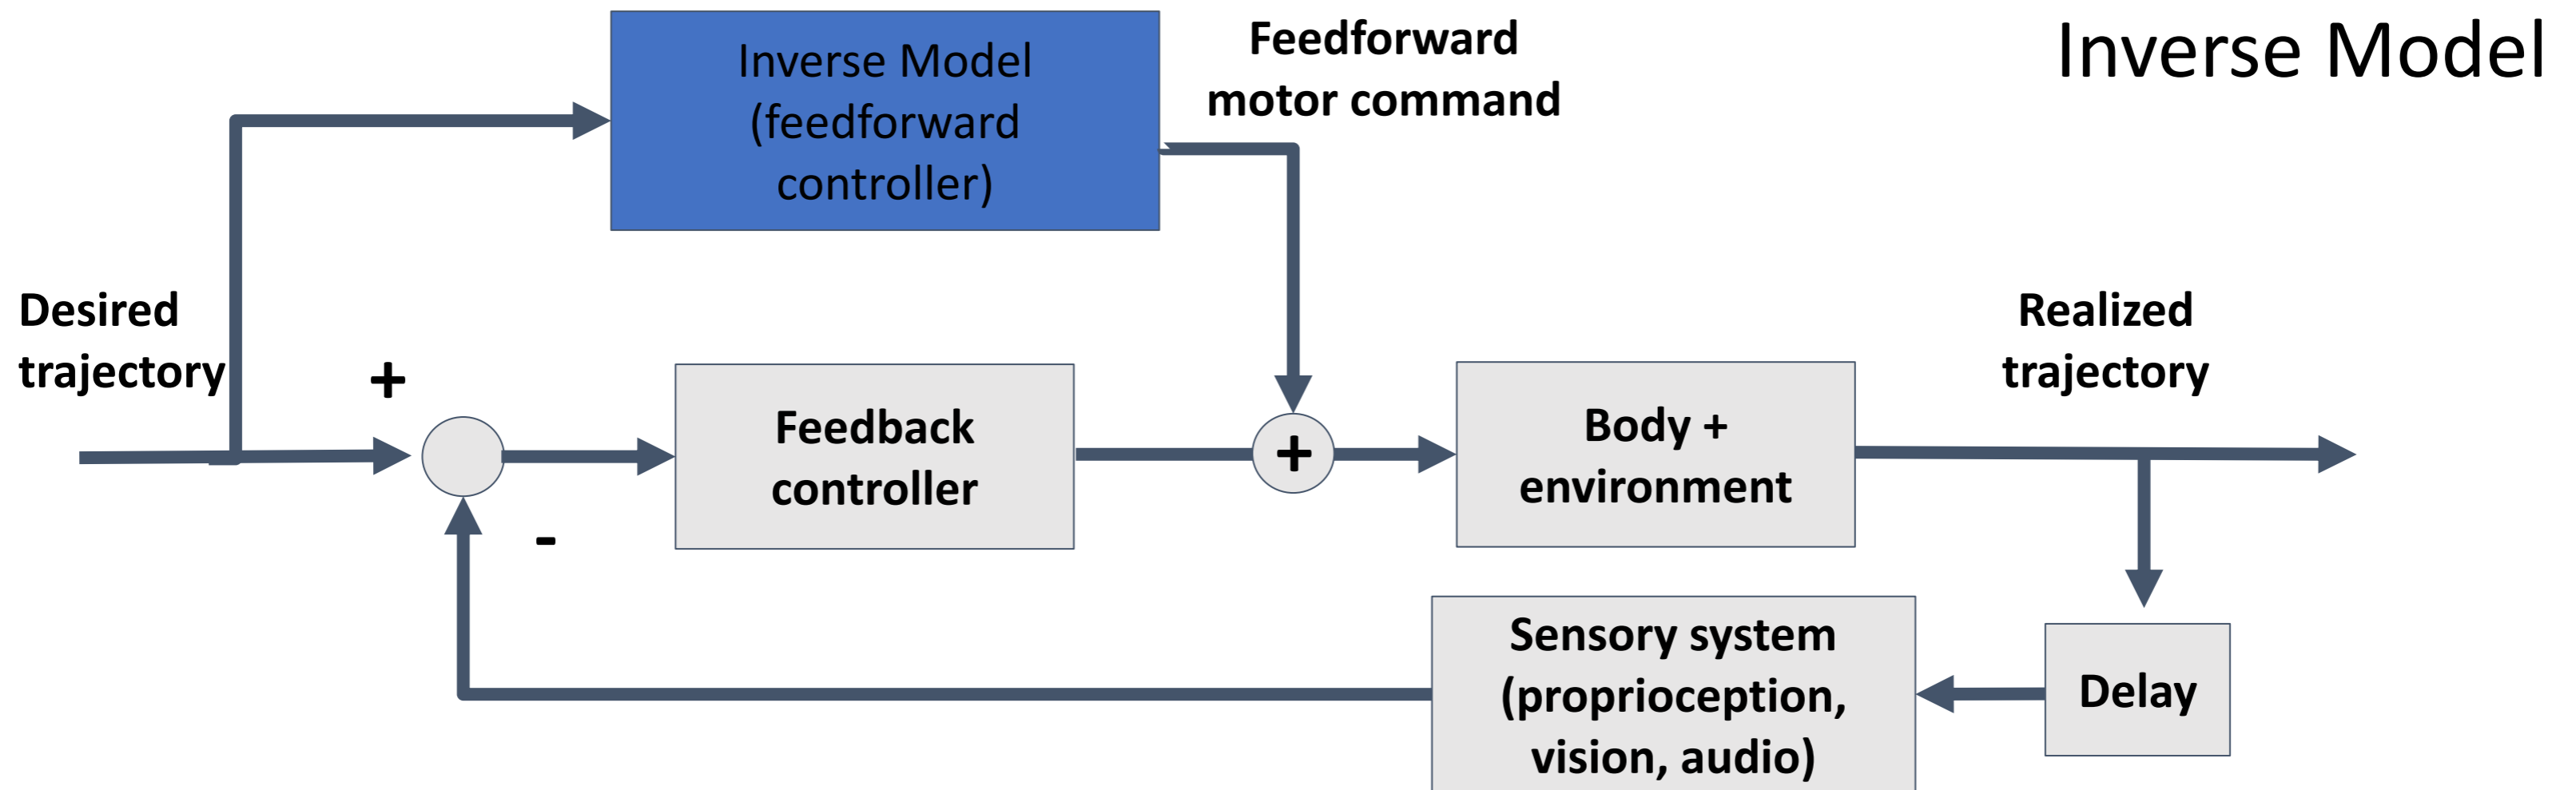 Inverse Model
Inverse Model
(feedforward
controller)
Feedforward
motor command
Desired
trajectory
+
-
Feedback
controller
+
Body +
environment
Realized
trajectory
Sensory system
(proprioception,
vision, audio)
Delay